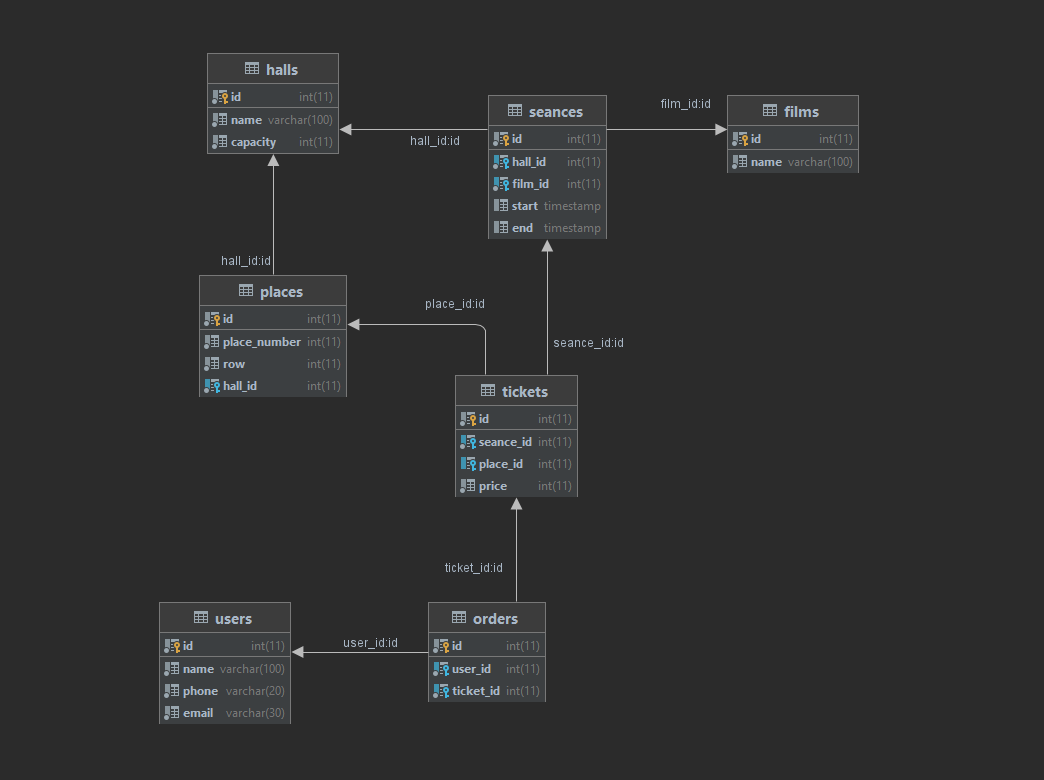 halls
id int(11)
name varchar(100)
capacity int(11)
hall_id:id
seances
id int(11)
hall_id int(11)
film_id int(11)
start timestamp
end timestamp
film_id:id
films
id int(11)
name varchar(100)
hall_id:id
places
id int(11)
place_number int(11)
row int(11)
hall_id int(11)
place_id:id
seance_id:id
tickets
id int(11)
seance_id int(11)
place_id int(11)
price int(11)
ticket_id:id
users
id int(11)
name varchar(100)
phone varchar(20)
email varchar(30)
user_id:id
orders
id int(11)
user_id int(11)
ticket_id int(11)